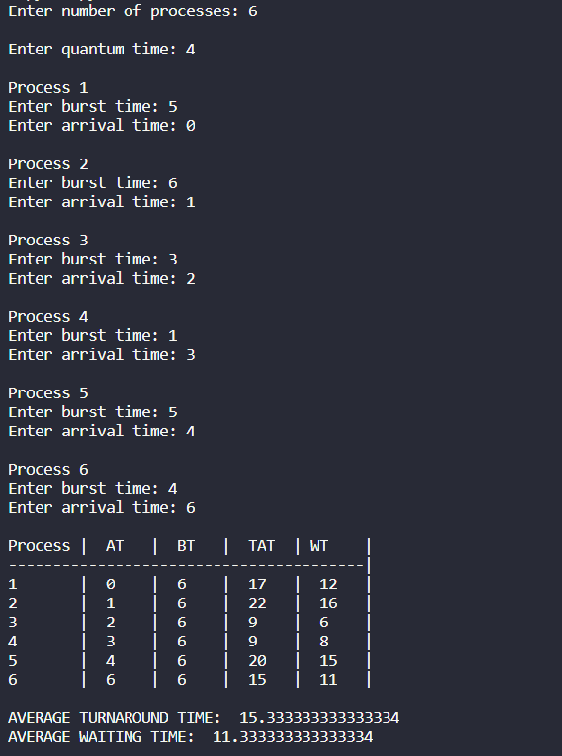 Enter number of processes: 6
Enter quantum time: 4
Process 1
Enter burst time: 5
Enter arrival time: 0
Process 2
Enter burst time: 6
Enter arrival time: 1
Process 3
Enter burst time: 3
Enter arrival time: 2
Process 4
Enter burst time: 1
Enter arrival time: 3
Process 5
Enter burst time: 5
Enter arrival time: 4
Process 6
Enter burst time: 4
Enter arrival time: 6
Process | AT | BT | TAT | WT |
-----------------------------------------|
1 | 0 | 6 | 17 | 12 |
2 | 1 | 6 | 22 | 16 |
3 | 2 | 6 | 9 | 6 |
4 | 3 | 6 | 9 | 8 |
5 | 4 | 6 | 20 | 15 |
6 | 6 | 6 | 15 | 11 |
AVERAGE TURNAROUND TIME: 15.333333333333334
AVERAGE WAITING TIME: 11.333333333333334